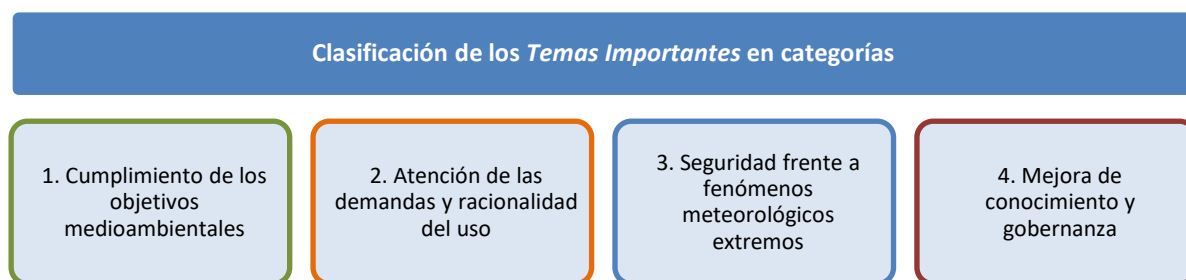 Clasificación de los Temas Importantes en categorías
1. Cumplimiento de los
objetivos
medioambientales
2. Atención de las
demandas y racionalidad
del uso
3. Seguridad frente a
fenómenos
meteorológicos
extremos
4. Mejora de
conocimiento y
gobernanza